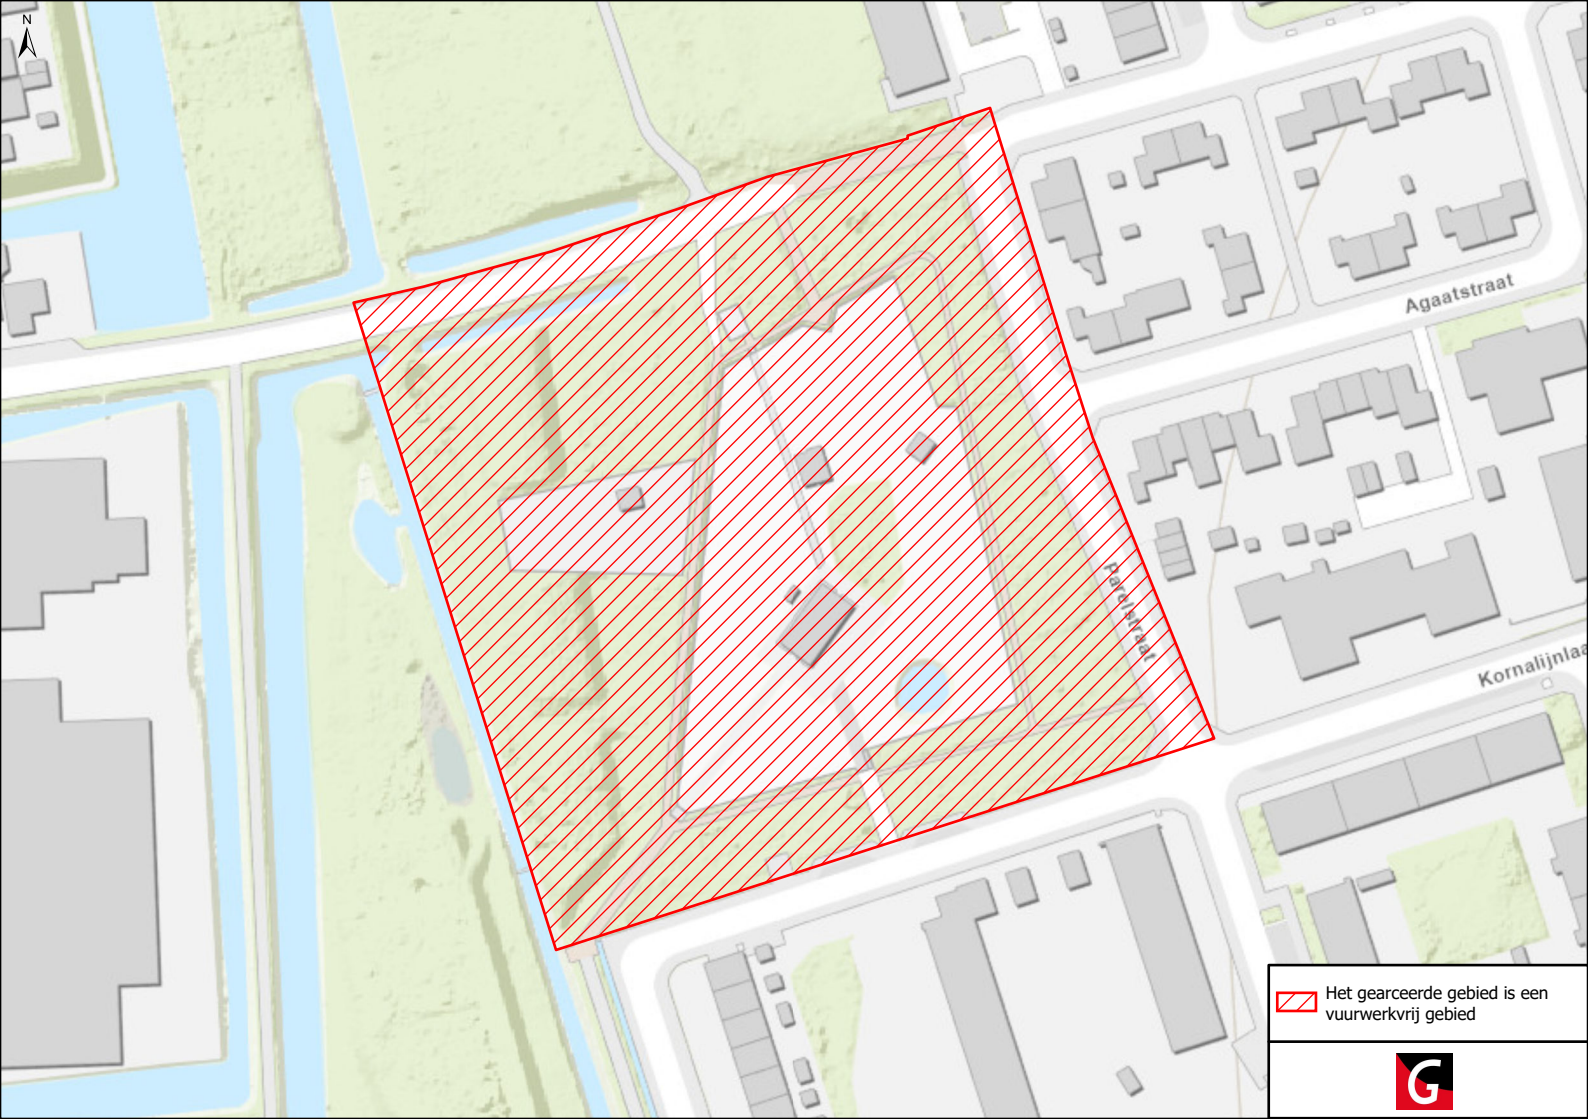 N
Agaatstraat
Parelstraat
Kornalijnlaa
Het gearceerde gebied is een
vuurwerkvrij gebied
G